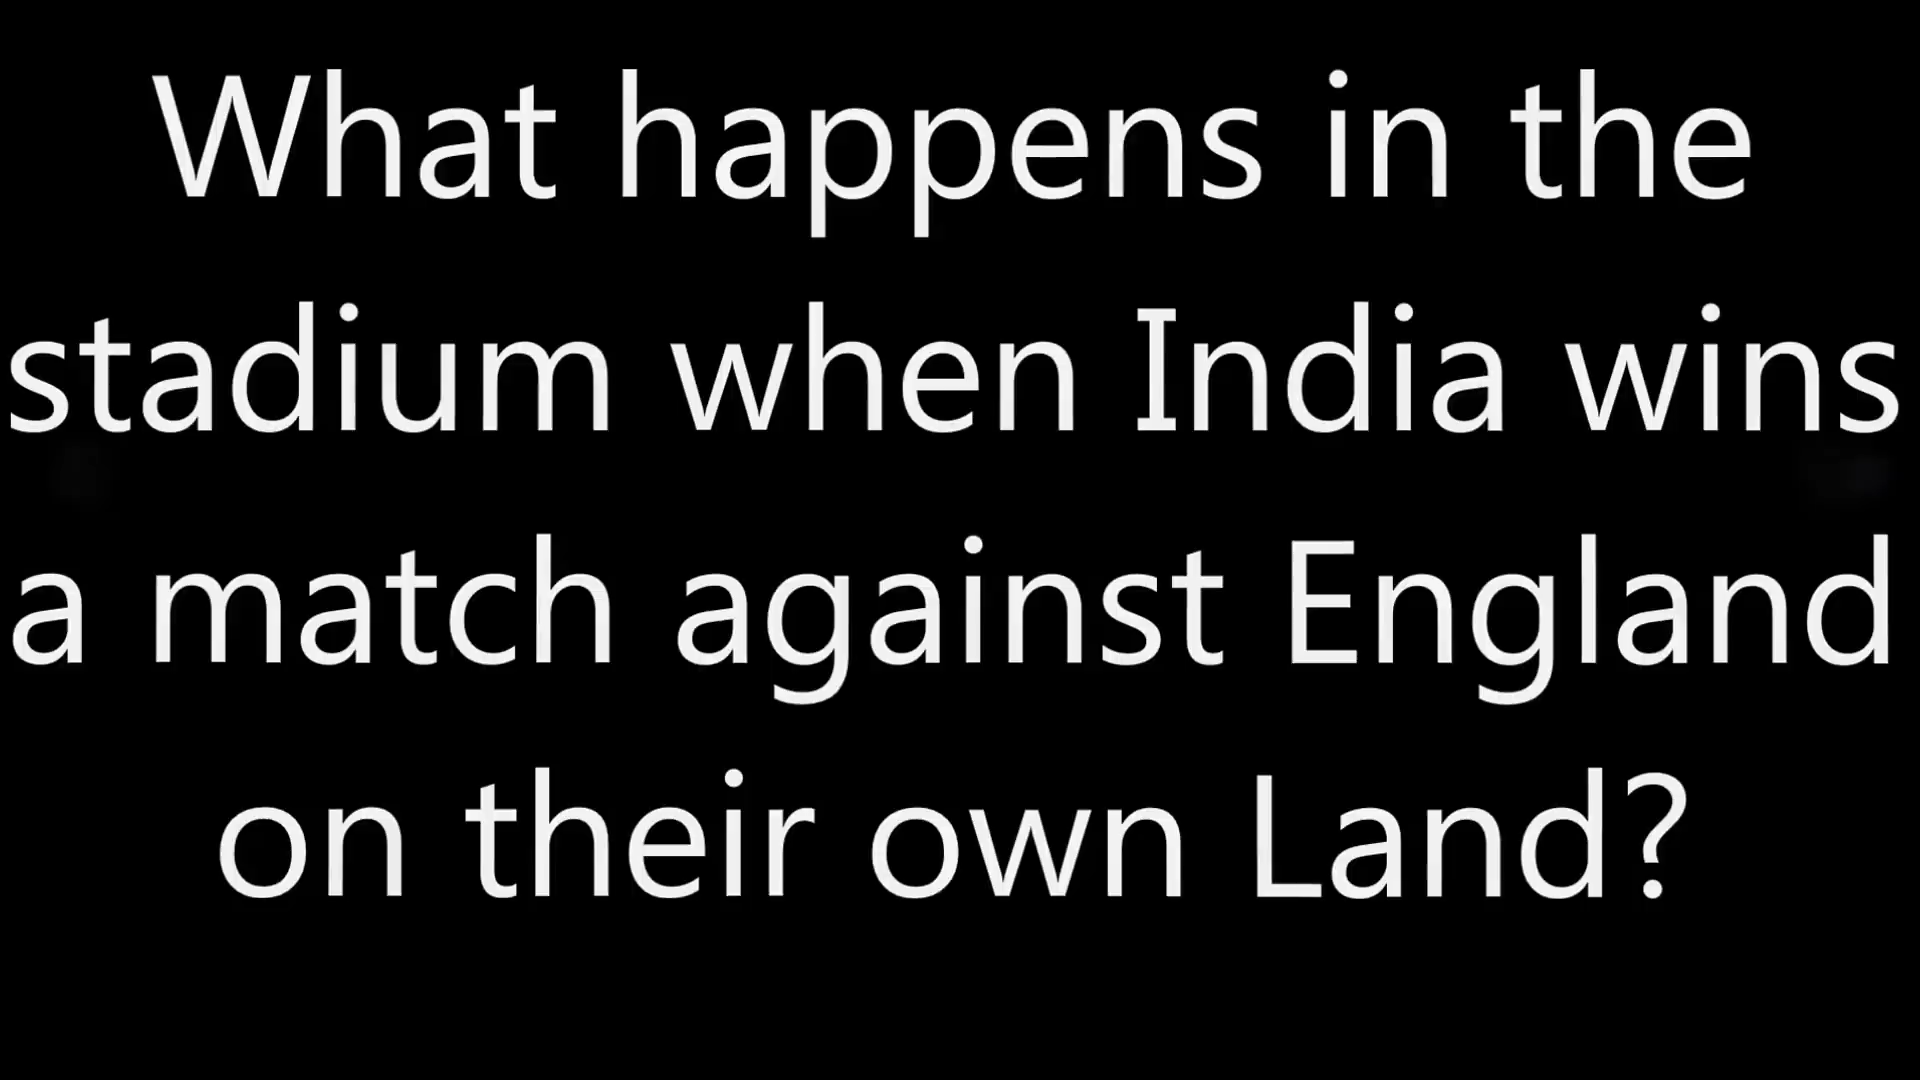 What happens in the
stadium when India wins
a match against England
on their own Land?